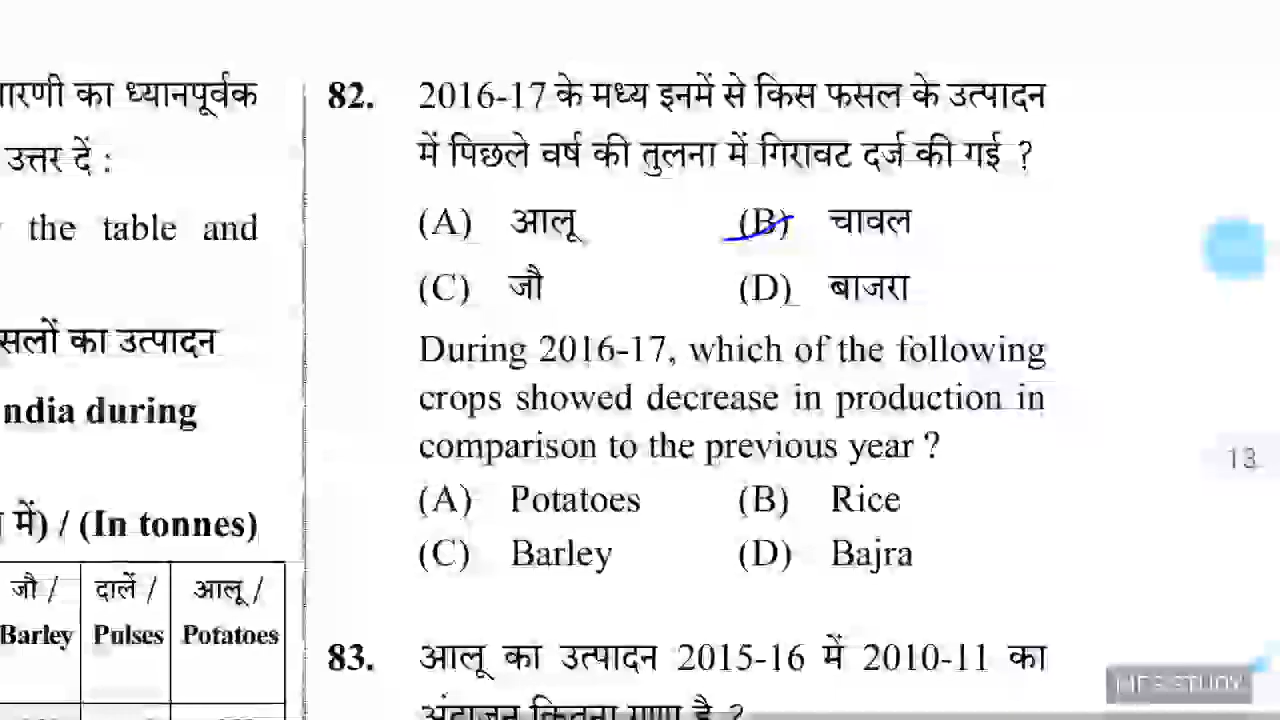 ारणी का ध्यानपूर्वक
उत्तर दें :
the table and
सलों का उत्पादन
ndia during
में) / (In tonnes)
जौ / दालें / आलू /
Barley Pulses Potatoes
82. 2016-17 के मध्य इनमें से किस फसल के उत्पादन
में पिछले वर्ष की तुलना में गिरावट दर्ज की गई ?
(A) आलू (B) चावल
(C) जौ (D) बाजरा
During 2016-17, which of the following
crops showed decrease in production in
comparison to the previous year ?
(A) Potatoes (B) Rice
(C) Barley (D) Bajra
83. आलू का उत्पादन 2015-16 में 2010-11 का
अंदाजन कितना गुणा है ?
13